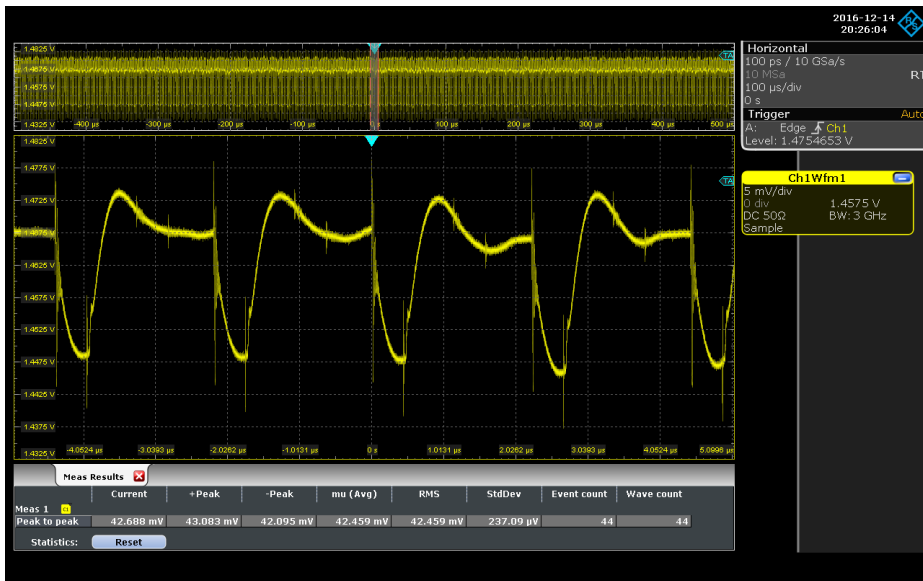 2016-12-14
20:26:04
Horizontal
100 ps / 10 GSa/s
10 MSa RT
100 µs/div
0 s
Trigger Auto
A: Edge Ch1
Level: 1.4754653 V
Ch1Wfm1
5 mV/div
0 div 1.4575 V
DC 50Ω BW: 3 GHz
Sample
1.4825 V
1.4675 V
1.4575 V
1.4475 V
1.4325 V
-400 µs -300 µs -200 µs -100 µs 0 s 100 µs 200 µs 300 µs 400 µs 500 µs
TA
1.4825 V
1.4775 V
TA
1.4725 V
1.4675 V
1.4625 V
1.4575 V
1.4525 V
1.4475 V
1.4425 V
1.4375 V
1.4325 V
-4.0524 µs -3.0393 µs -2.0262 µs -1.0131 µs 0 s 1.0131 µs 2.0262 µs 3.0393 µs 4.0524 µs 5.0996 µs
Meas Results
Current +Peak -Peak mu (Avg) RMS StdDev Event count Wave count
Meas 1 C1
Peak to peak 42.688 mV 43.083 mV 42.095 mV 42.459 mV 42.459 mV 237.09 µV 44 44
Statistics: Reset